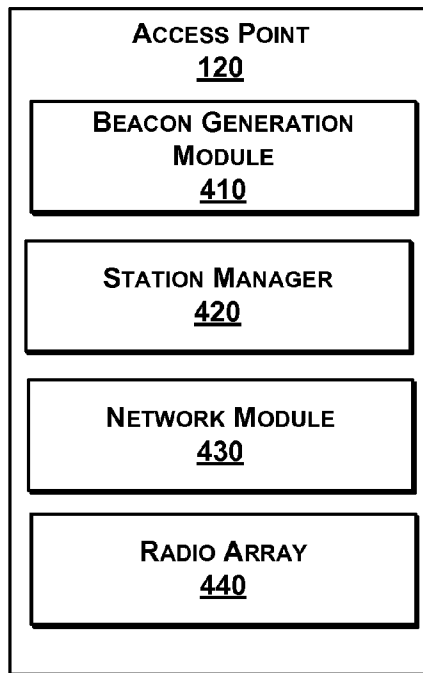 ACCESS POINT
120
BEACON GENERATION
MODULE
410
STATION MANAGER
420
NETWORK MODULE
430
RADIO ARRAY
440